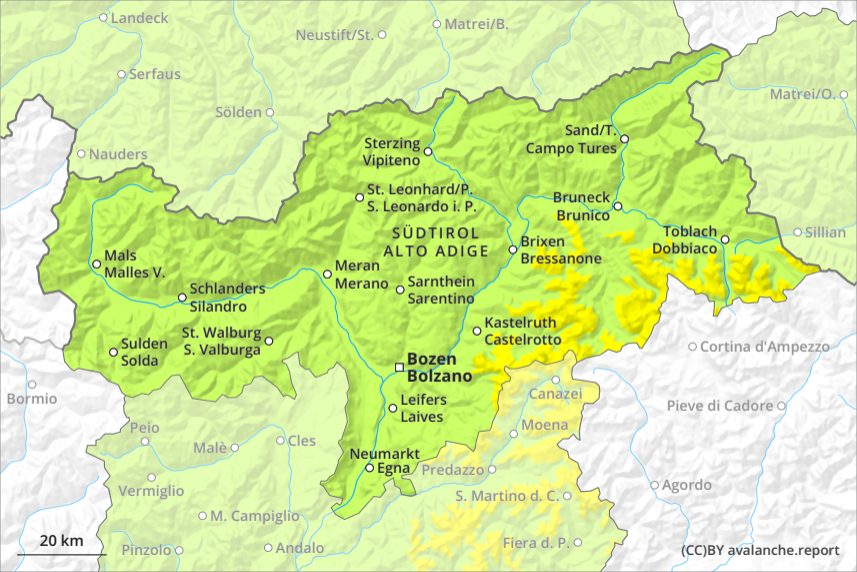 Landeck
Matrei/B.
Neustift/St.
Serfaus
Matrei/O.
Sölden
Sand/T.
Campo Tures
Sterzing
Vipiteno
Nauders
St. Leonhard/P.
S. Leonardo i. P.
Bruneck
Brunico
SÜDTIROL
ALTO ADIGE
Toblach
Dobbiaco
Sillian
Brixen
Bressanone
Mals
Malles V.
Meran
Merano
Sarnthein
Sarentino
Schlanders
Silandro
Kastelruth
Castelrotto
St. Walburg
S. Valburga
Sulden
Solda
Cortina d'Ampezzo
Bozen
Bolzano
Bormio
Canazei
Leifers
Laives
Pieve di Cadore
Peio
Moena
Cles
Malè
Neumarkt
Egna
Predazzo
Vermiglio
Agordo
S. Martino d. C.
M. Campiglio
20 km
Pinzolo
Andalo
Fiera d. P.
(CC)BY avalanche.report